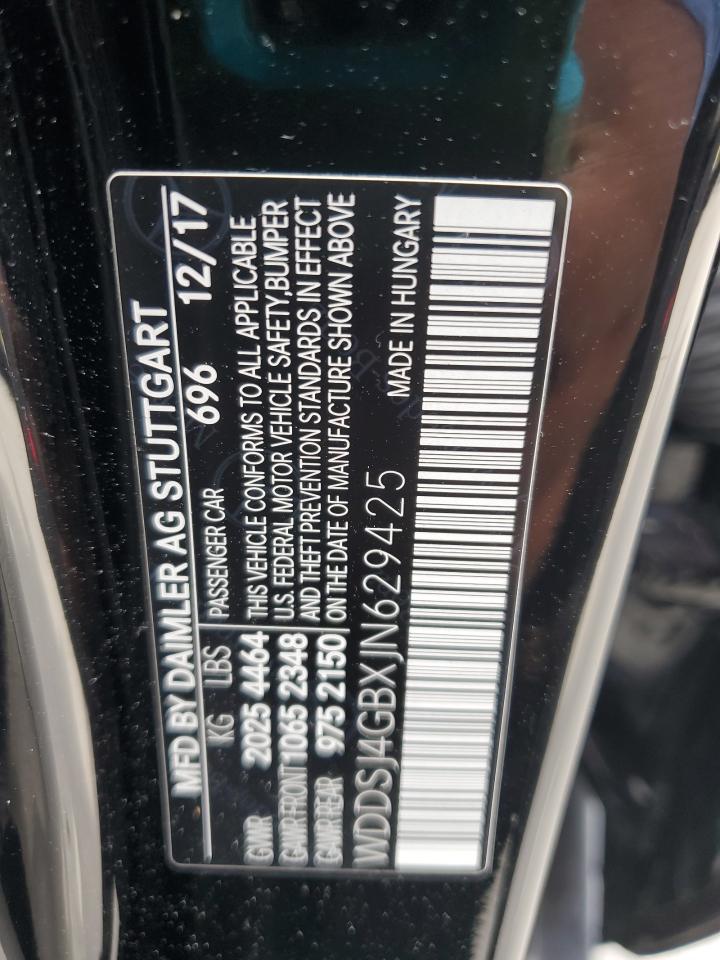 MFD BY DAIMLER AG STUTTGART
696 12/17
KG LBS PASSENGER CAR
GVWR 2025 4464 THIS VEHICLE CONFORMS TO ALL APPLICABLE
GAWR FRONT 1065 2348 U.S. FEDERAL MOTOR VEHICLE SAFETY, BUMPER
AND THEFT PREVENTION STANDARDS IN EFFECT
GAWR REAR 975 2150 ON THE DATE OF MANUFACTURE SHOWN ABOVE
WDDSJ4GBXJN629425 MADE IN HUNGARY